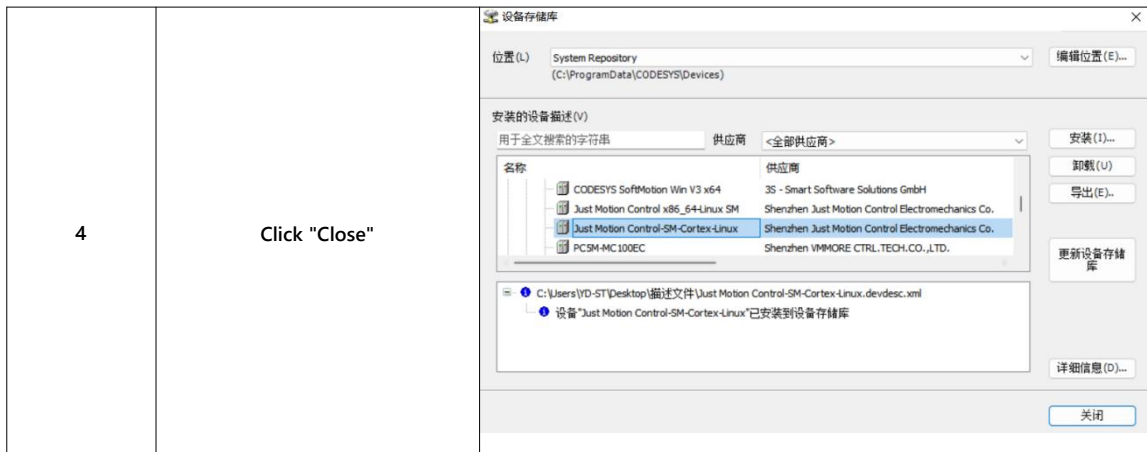 4
Click "Close"
设备存储库
位置(L)
System Repository
编辑位置(E)...
(C:\ProgramData\CODESYS\Devices)
安装的设备描述(V)
用于全文搜索的字符串
供应商
<全部供应商>
安装(I)...
名称
供应商
卸载(U)
CODESYS SoftMotion Win V3 x64
3S - Smart Software Solutions GmbH
导出(E)..
Just Motion Control x86_64-Linux SM
Shenzhen Just Motion Control Electromechanics Co.
Just Motion Control-SM-Cortex-Linux
Shenzhen Just Motion Control Electromechanics Co.
PCSM-MC100EC
Shenzhen VMMORE CTRL.TECH.CO.,LTD.
更新设备存储
库
C:\Users\YD-ST\Desktop\描述文件\Just Motion Control-SM-Cortex-Linux.devdesc.xml
设备"Just Motion Control-SM-Cortex-Linux"已安装到设备存储库
详细信息(D)...
关闭